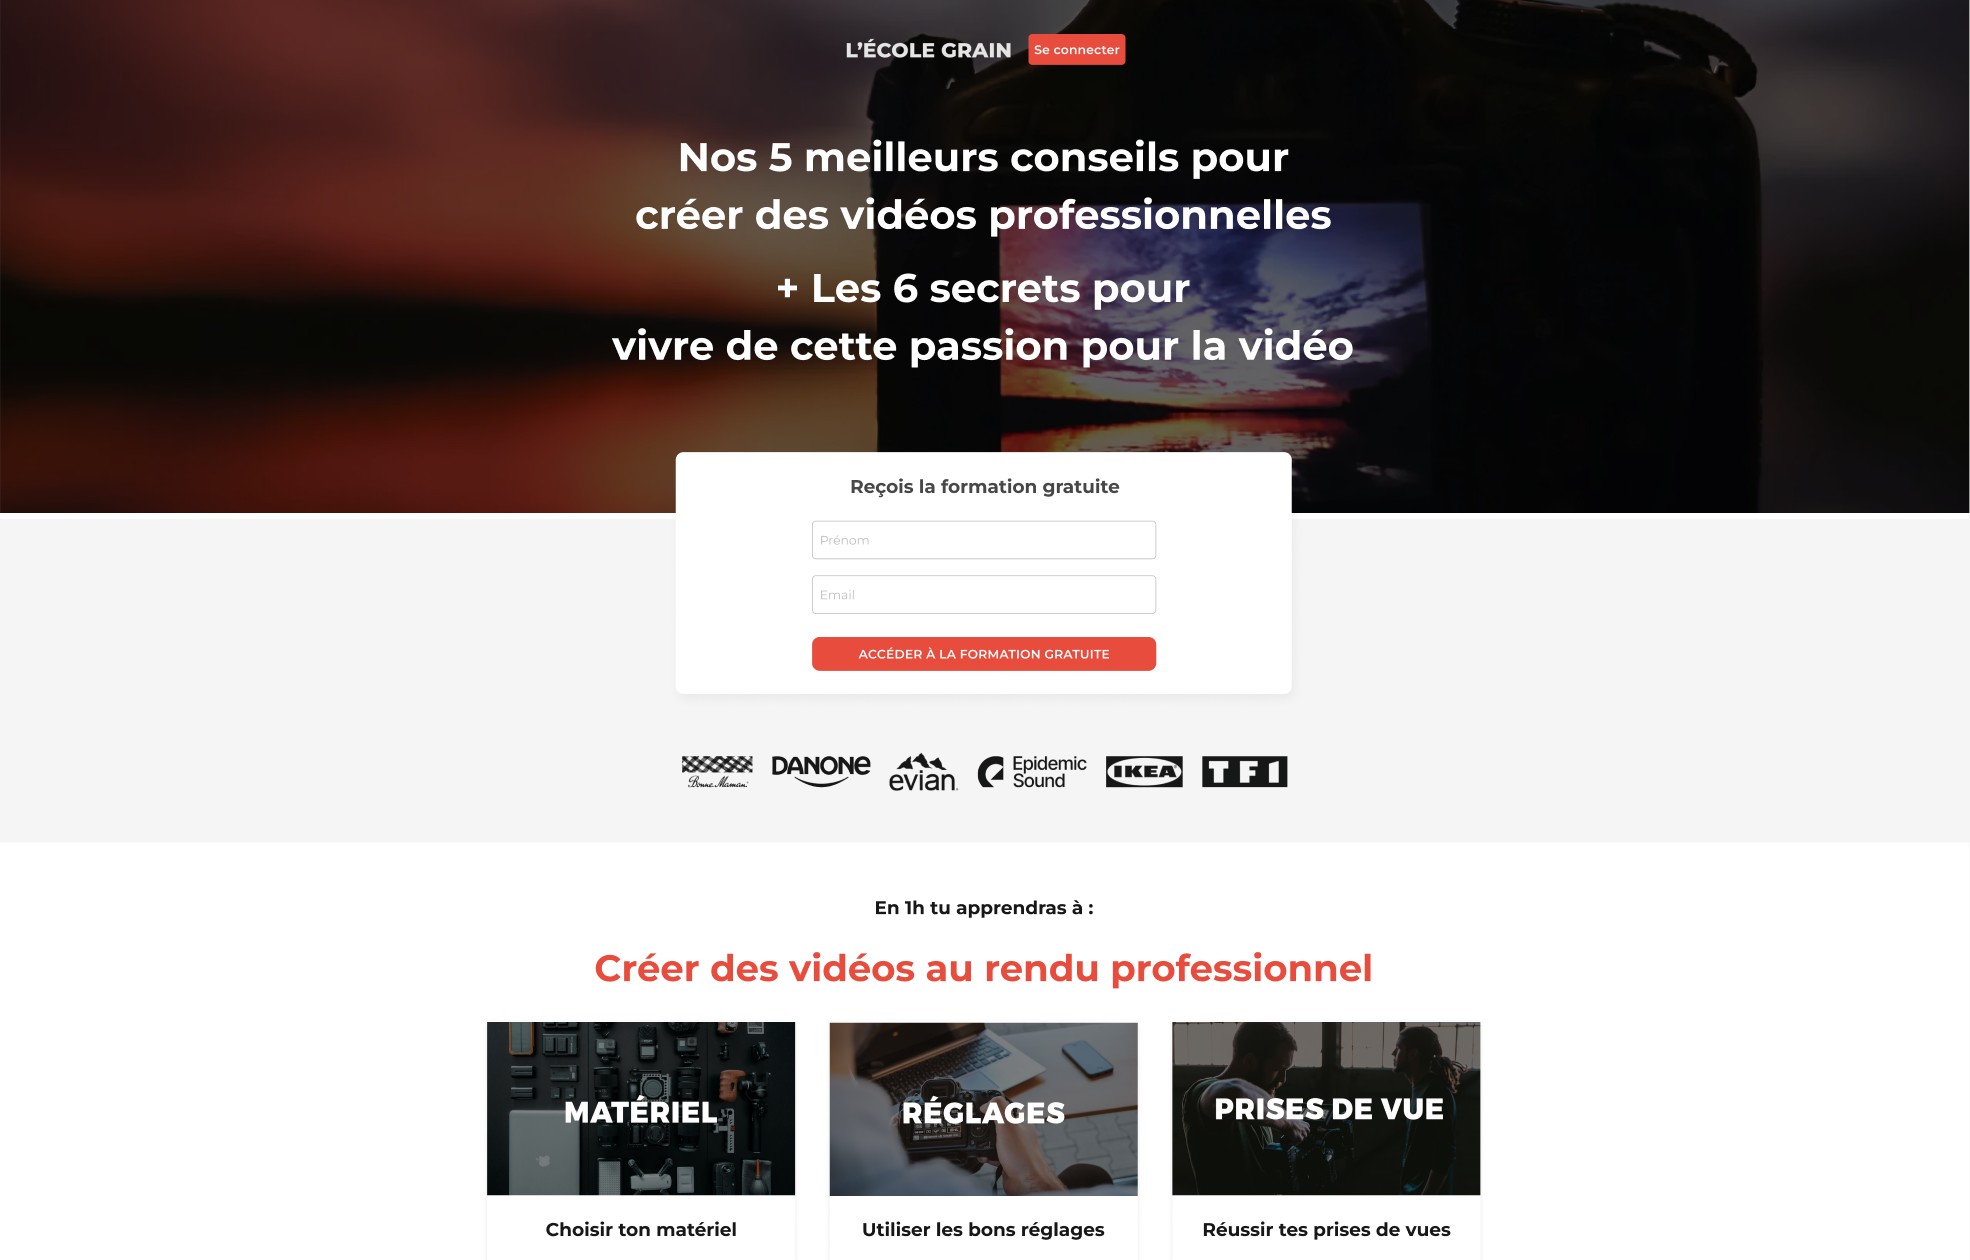 L'ÉCOLE GRAIN Se connecter
Nos 5 meilleurs conseils pour
créer des vidéos professionnelles
+ Les 6 secrets pour
vivre de cette passion pour la vidéo
Reçois la formation gratuite
Prénom
Email
ACCÉDER À LA FORMATION GRATUITE
Bonne Maman DANONE evian Epidemic Sound IKEA TF1
En 1h tu apprendras à :
Créer des vidéos au rendu professionnel
MATÉRIEL RÉGLAGES PRISES DE VUE
Choisir ton matériel Utiliser les bons réglages Réussir tes prises de vues